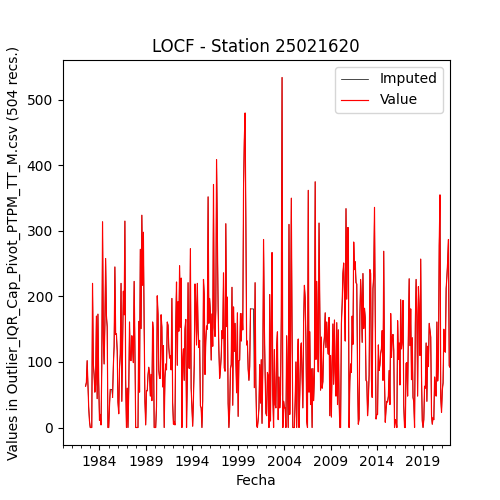 LOCF - Station 25021620
Values in Outlier_IQR_Cap_Pivot_PTPM_TT_M.csv (504 recs.)
500
400
300
200
100
0
Imputed
Value
1984 1989 1994 1999 2004 2009 2014 2019
Fecha